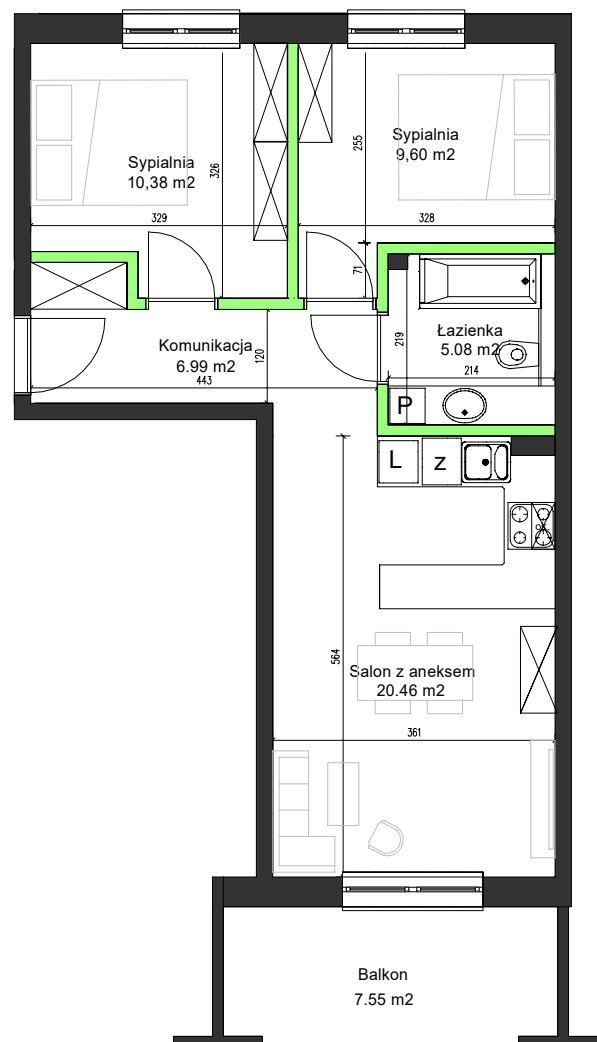 Sypialnia
10,38 m2
326
329
Sypialnia
9,60 m2
255
328
71
Komunikacja
6.99 m2
120
443
Łazienka
5.08 m2
219
214
P
L
z
564
Salon z aneksem
20.46 m2
361
Balkon
7.55 m2